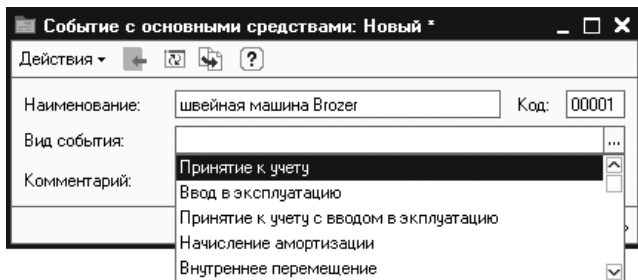 Событие с основными средствами: Новый *
Действия
Наименование: швейная машина Brozer Код: 00001
Вид события: ...
Комментарий:
Принятие к учету
Ввод в эксплуатацию
Принятие к учету с вводом в экплуатацию
Начисление амортизации
Внутреннее перемещение